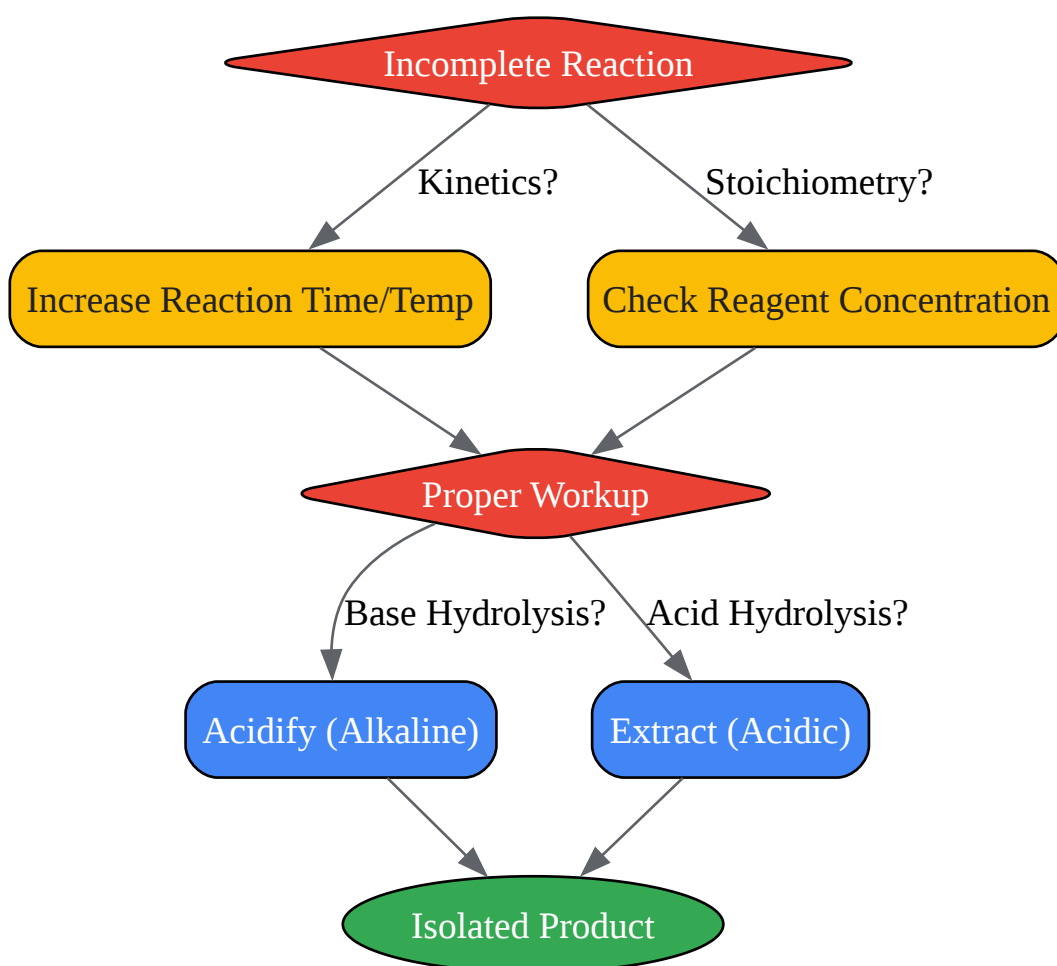 Incomplete Reaction
Kinetics?
Stoichiometry?
Increase Reaction Time/Temp
Check Reagent Concentration
Proper Workup
Base Hydrolysis?
Acid Hydrolysis?
Acidify (Alkaline)
Extract (Acidic)
Isolated Product